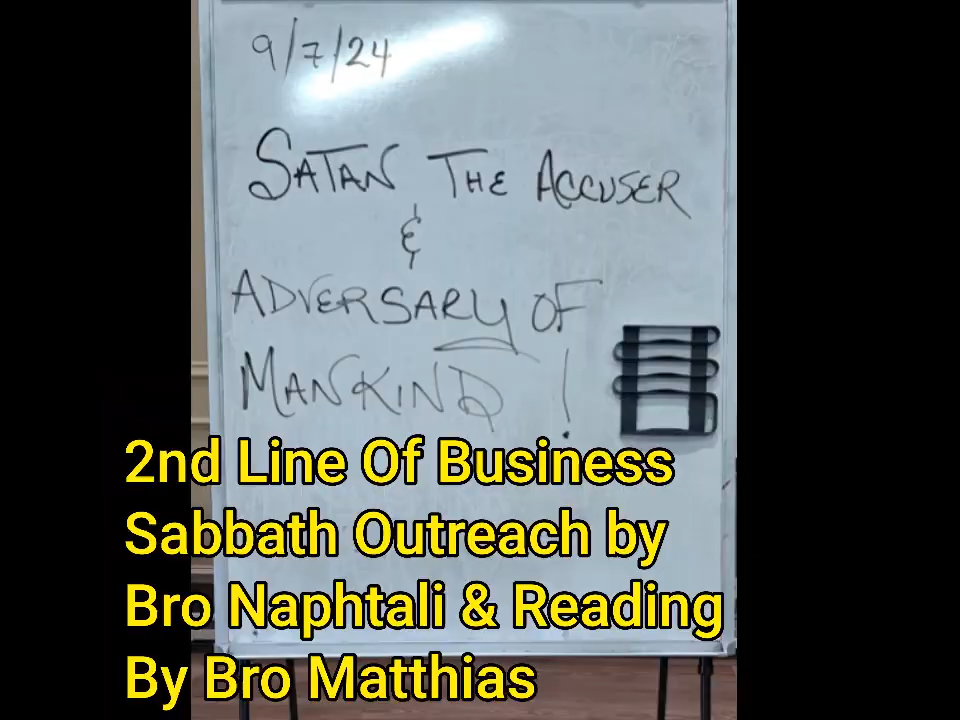 9/7/24
SATAN THE ACCUSER
&
ADVERSARY OF
MANKIND !
2nd Line Of Business
Sabbath Outreach by
Bro Naphtali & Reading
By Bro Matthias